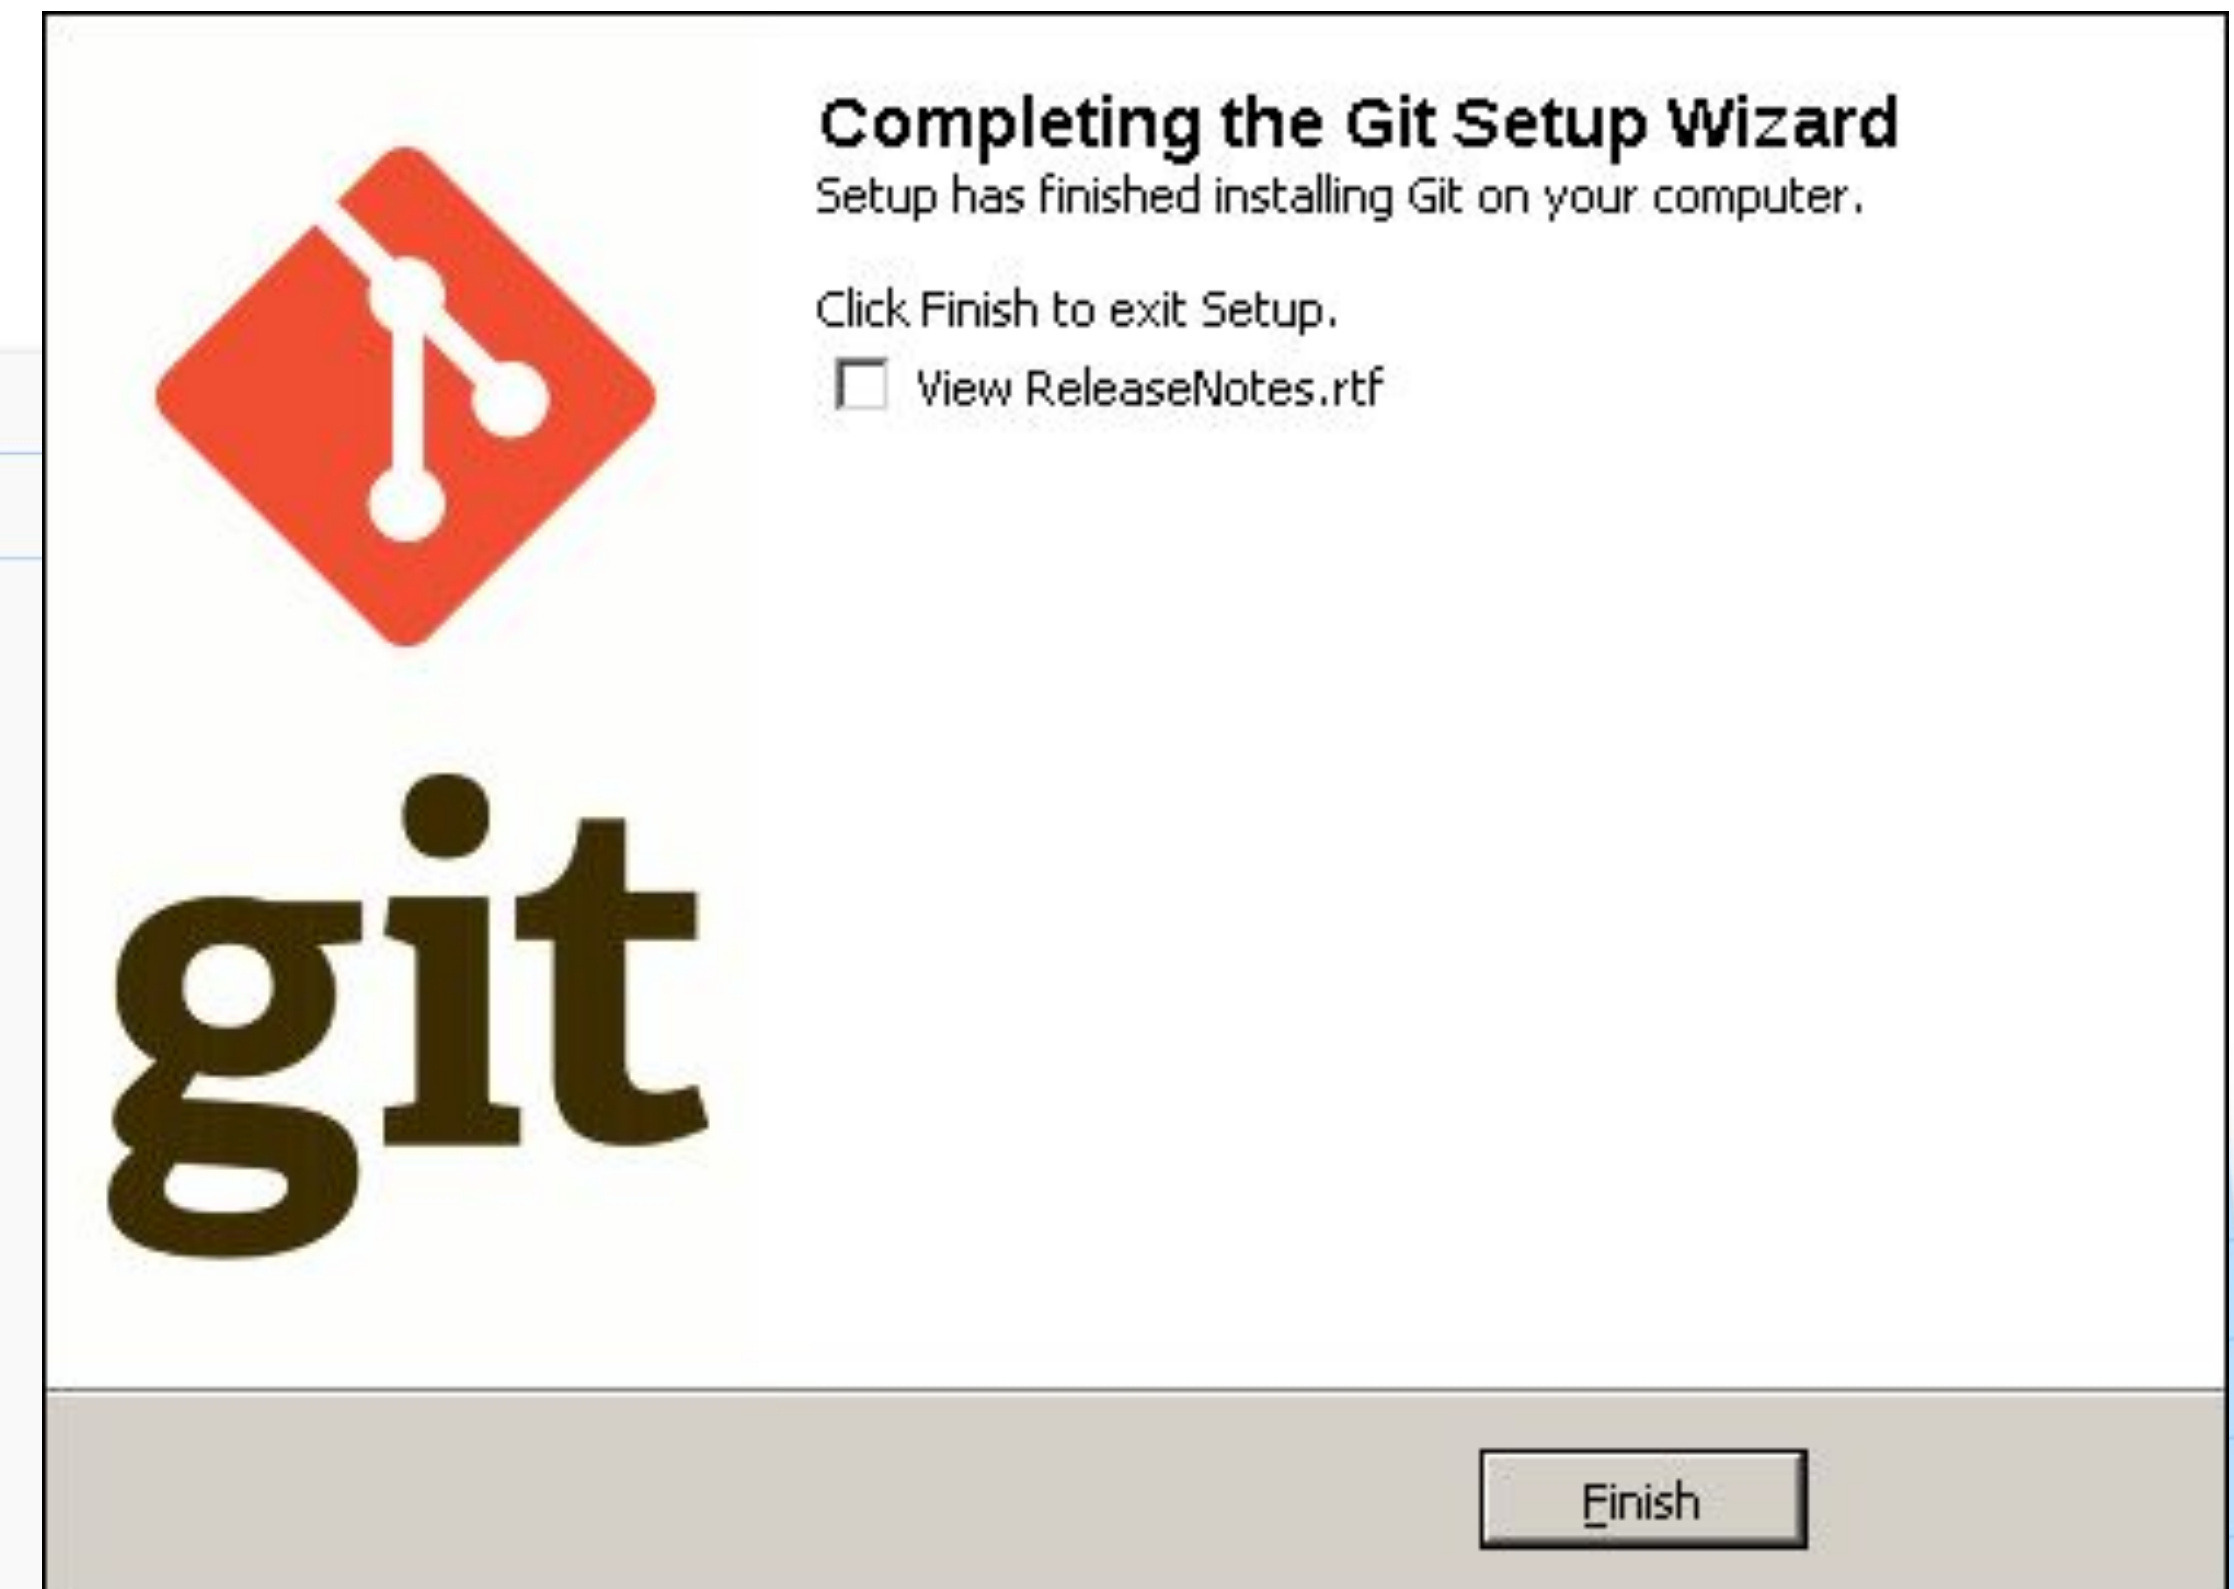 Completing the Git Setup Wizard
Setup has finished installing Git on your computer.
Click Finish to exit Setup.
View ReleaseNotes.rtf
git
Finish